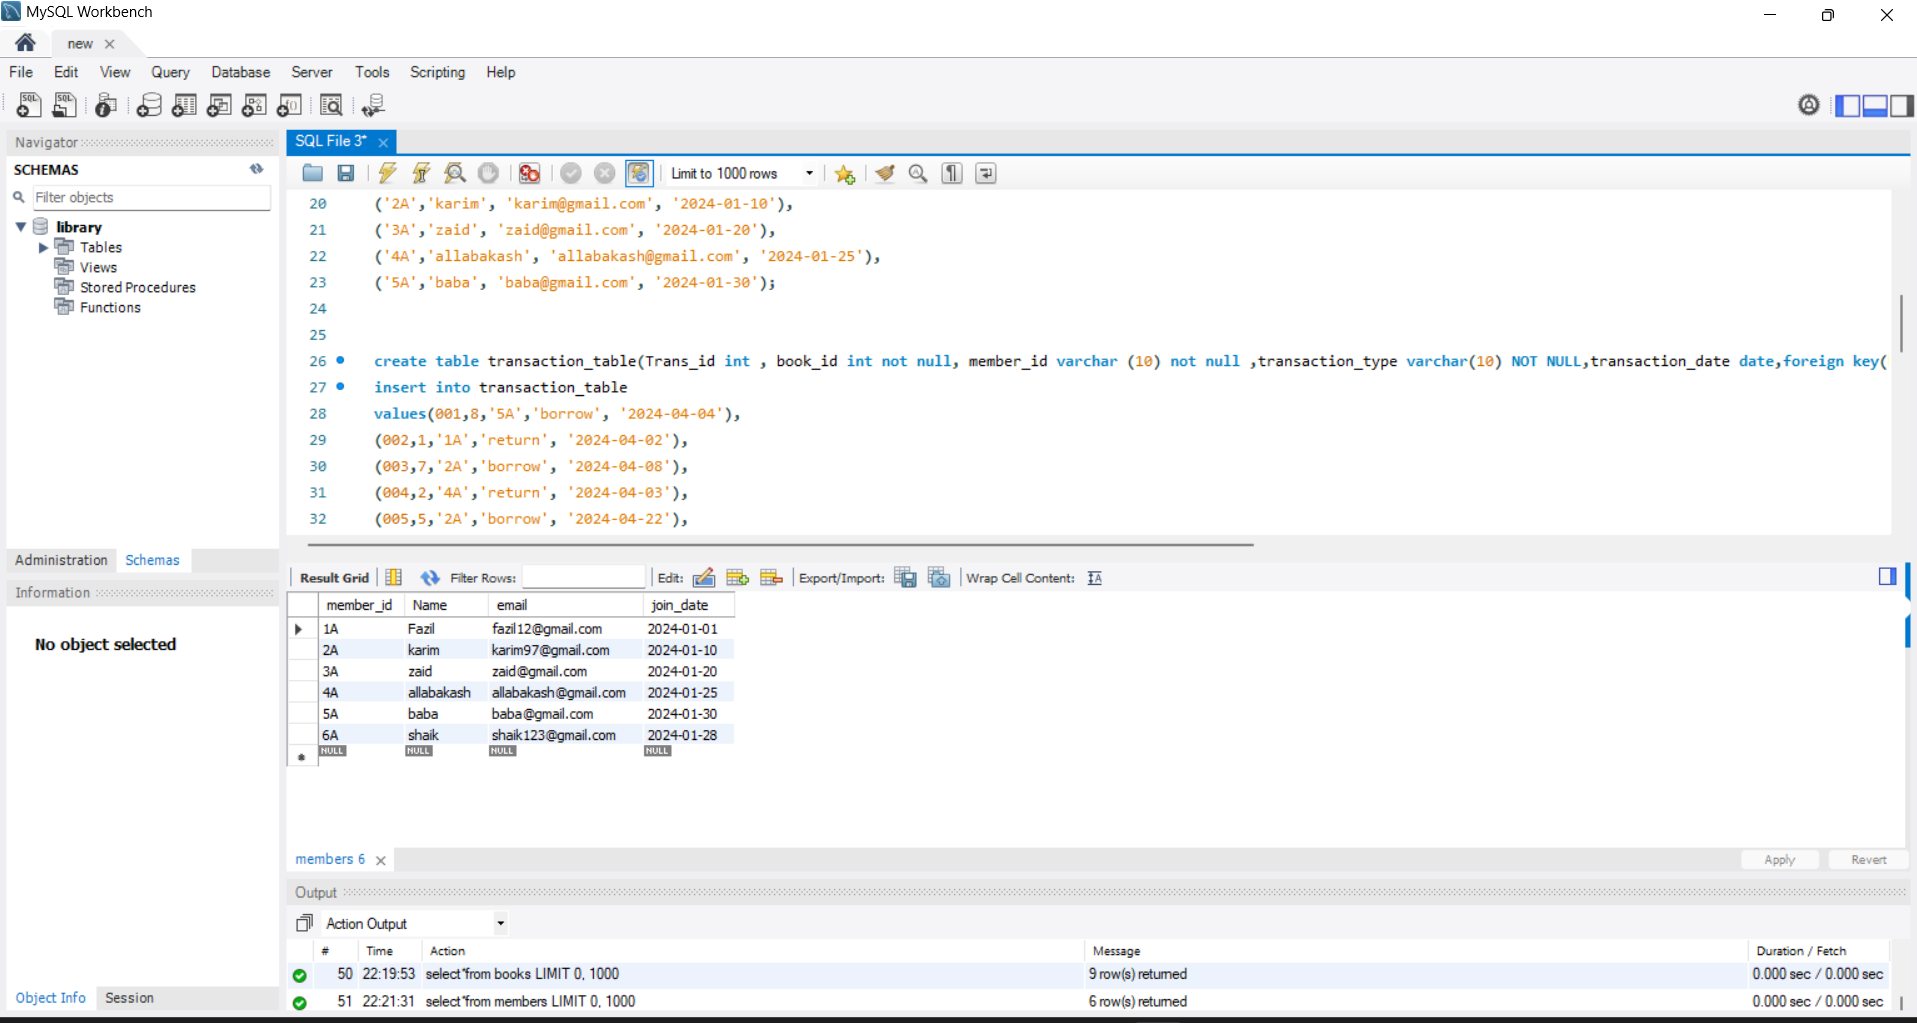 MySQL Workbench
new
File Edit View Query Database Server Tools Scripting Help
Navigator
SCHEMAS
Filter objects
library
Tables
Views
Stored Procedures
Functions
Administration Schemas
Information
No object selected
Object Info Session
SQL File 3*
Limit to 1000 rows
20 ('2A','karim', 'karim@gmail.com', '2024-01-10'),
21 ('3A','zaid', 'zaid@gmail.com', '2024-01-20'),
22 ('4A','allabakash', 'allabakash@gmail.com', '2024-01-25'),
23 ('5A','baba', 'baba@gmail.com', '2024-01-30');
24
25
26 create table transaction_table(Trans_id int , book_id int not null, member_id varchar (10) not null ,transaction_type varchar(10) NOT NULL,transaction_date date,foreign key(
27 insert into transaction_table
28 values(001,8,'5A','borrow', '2024-04-04'),
29 (002,1,'1A','return', '2024-04-02'),
30 (003,7,'2A','borrow', '2024-04-08'),
31 (004,2,'4A','return', '2024-04-03'),
32 (005,5,'2A','borrow', '2024-04-22'),
Result Grid Filter Rows: Edit: Export/Import: Wrap Cell Content:
member_id Name email join_date
1A Fazil fazil12@gmail.com 2024-01-01
2A karim karim97@gmail.com 2024-01-10
3A zaid zaid@gmail.com 2024-01-20
4A allabakash allabakash@gmail.com 2024-01-25
5A baba baba@gmail.com 2024-01-30
6A shaik shaik123@gmail.com 2024-01-28
NULL NULL NULL NULL
members 6
Apply Revert
Output
Action Output
# Time Action Message Duration / Fetch
50 22:19:53 select*from books LIMIT 0, 1000 9 row(s) returned 0.000 sec / 0.000 sec
51 22:21:31 select*from members LIMIT 0, 1000 6 row(s) returned 0.000 sec / 0.000 sec